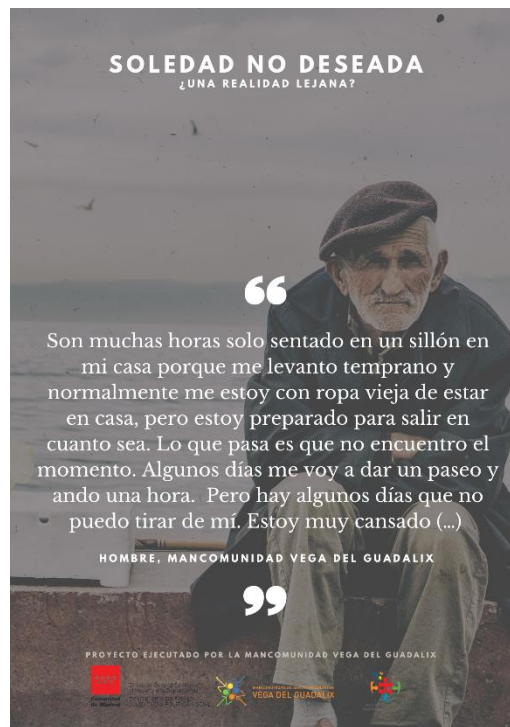 SOLEDAD NO DESEADA
¿UNA REALIDAD LEJANA?
“
Son muchas horas solo sentado en un sillón en
mi casa porque me levanto temprano y
normalmente me estoy con ropa vieja de estar
en casa, pero estoy preparado para salir en
cuanto sea. Lo que pasa es que no encuentro el
momento. Algunos días me voy a dar un paseo y
ando una hora.  Pero hay algunos días que no
puedo tirar de mí. Estoy muy cansado (...)
HOMBRE, MANCOMUNIDAD VEGA DEL GUADALIX
”
PROYECTO EJECUTADO POR LA MANCOMUNIDAD VEGA DEL GUADALIX
Comunidad
de Madrid
VEGA DEL GUADALIX